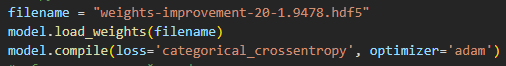 filename = "weights-improvement-20-1.9478.hdf5"
model.load_weights(filename)
model.compile(loss='categorical_crossentropy', optimizer='adam')